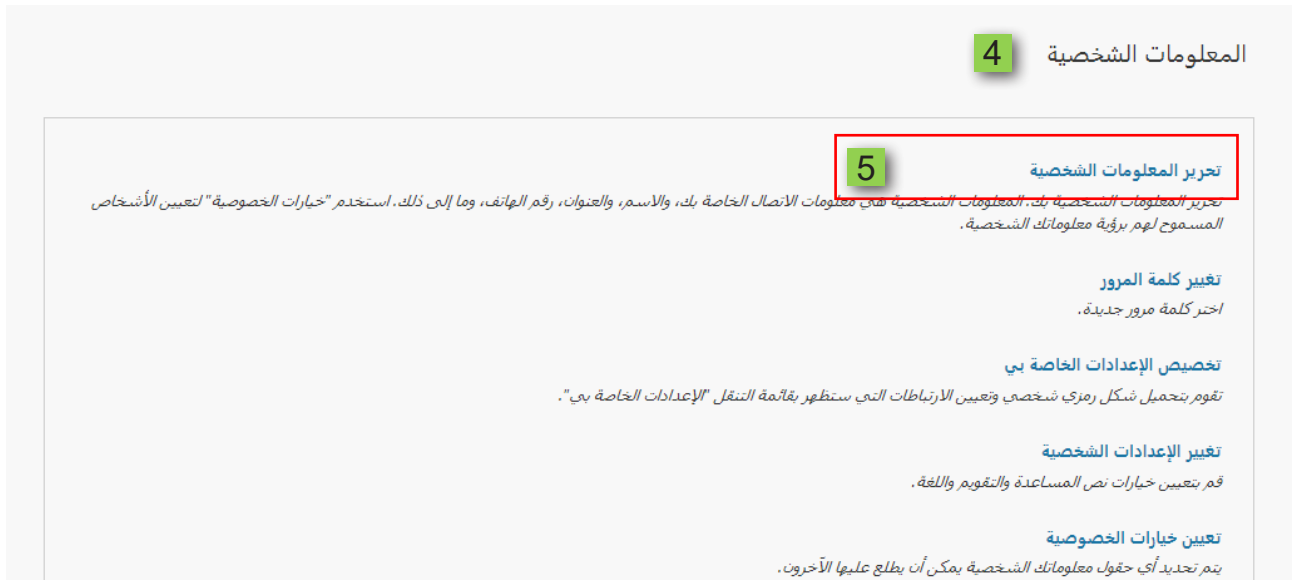 المعلومات الشخصية 4
تحرير المعلومات الشخصية 5
تحرير المعلومات الشخصية بك. المعلومات الشخصية هي معلومات الاتصال الخاصة بك، والاسم، والعنوان، رقم الهاتف، وما إلى ذلك. استخدم "خيارات الخصوصية" لتعيين الأشخاص
المسموح لهم برؤية معلوماتك الشخصية.
تغيير كلمة المرور
اختر كلمة مرور جديدة.
تخصيص الإعدادات الخاصة بي
تقوم بتحميل شكل رمزي شخصي وتعيين الارتباطات التي ستظهر بقائمة التنقل "الإعدادات الخاصة بي".
تغيير الإعدادات الشخصية
قم بتعيين خيارات نص المساعدة والتقويم واللغة.
تعيين خيارات الخصوصية
يتم تحديد أي حقول معلوماتك الشخصية يمكن أن يطلع عليها الآخرون.